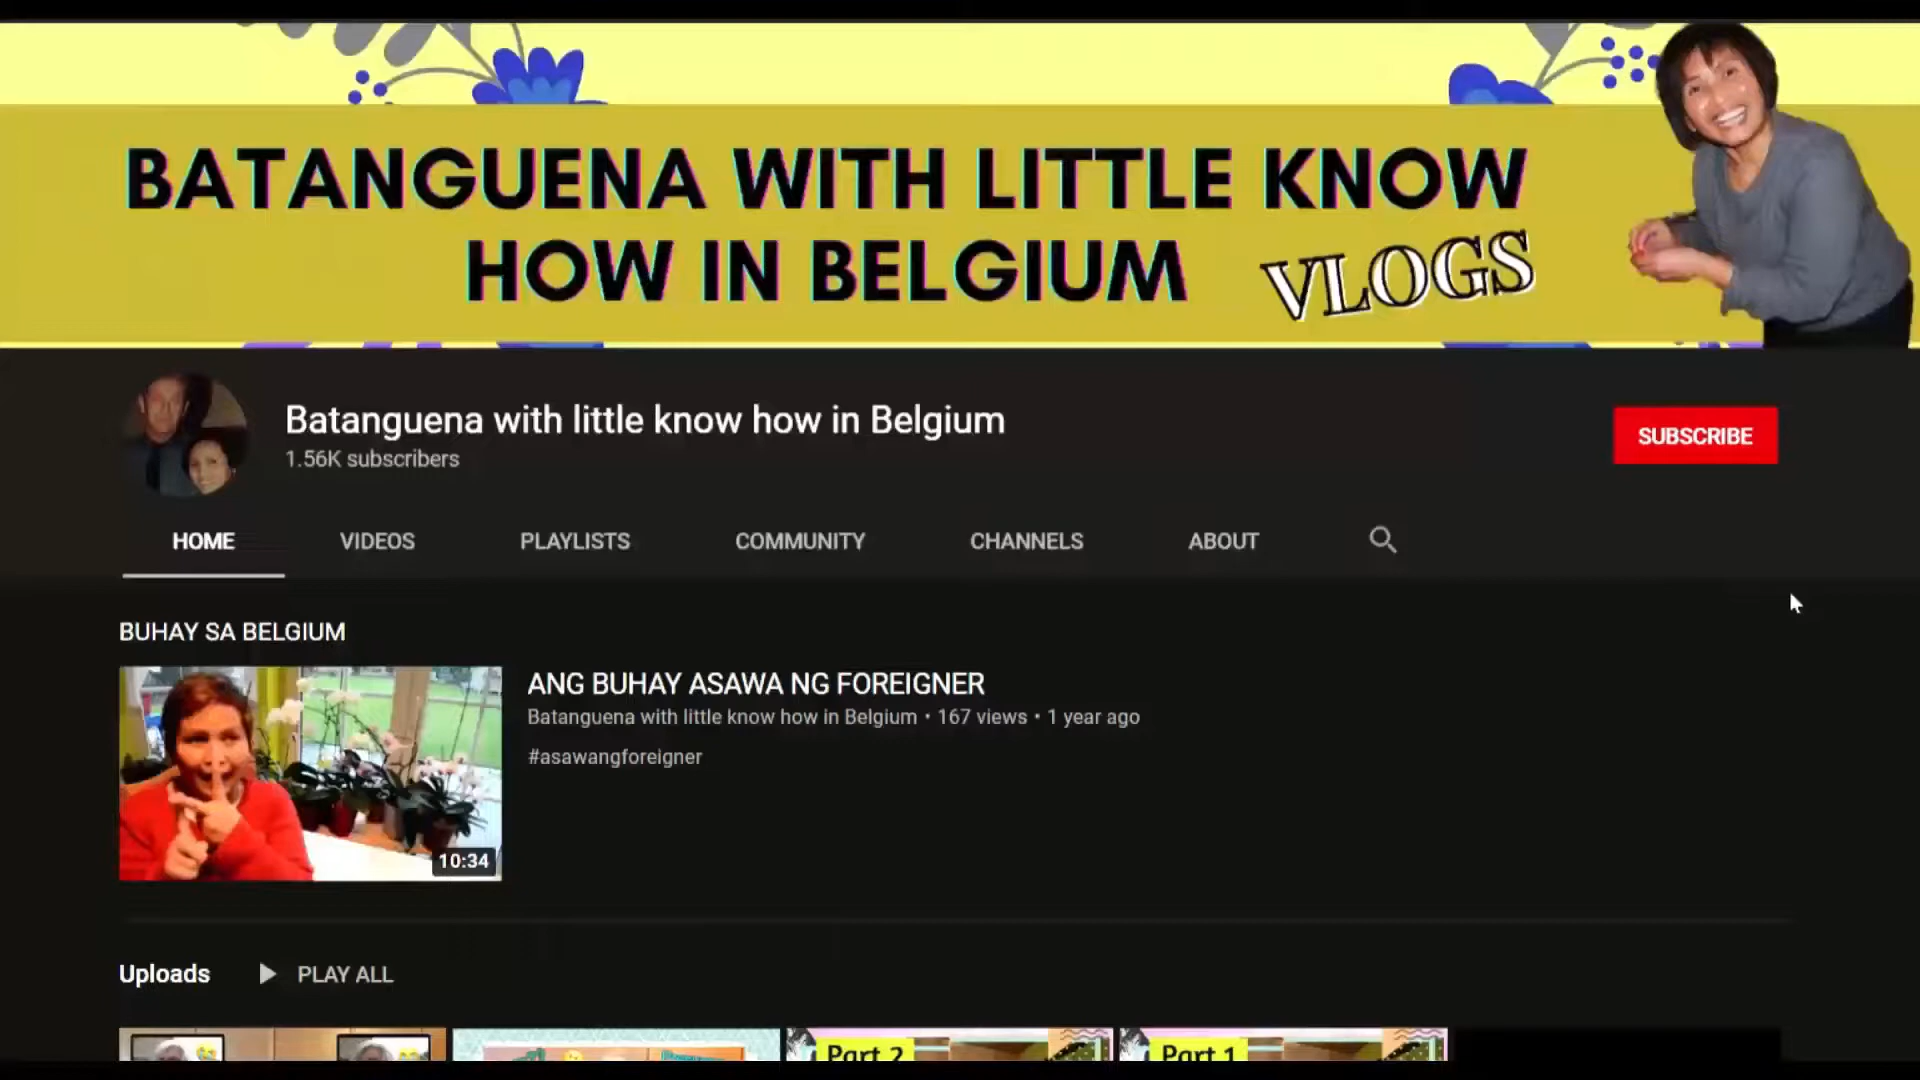 BATANGUENA WITH LITTLE KNOW
HOW IN BELGIUM VLOGS
Batanguena with little know how in Belgium
1.56K subscribers
SUBSCRIBE
HOME VIDEOS PLAYLISTS COMMUNITY CHANNELS ABOUT
BUHAY SA BELGIUM
ANG BUHAY ASAWA NG FOREIGNER
Batanguena with little know how in Belgium • 167 views • 1 year ago
#asawangforeigner
10:34
Uploads PLAY ALL
Part 2
Part 1